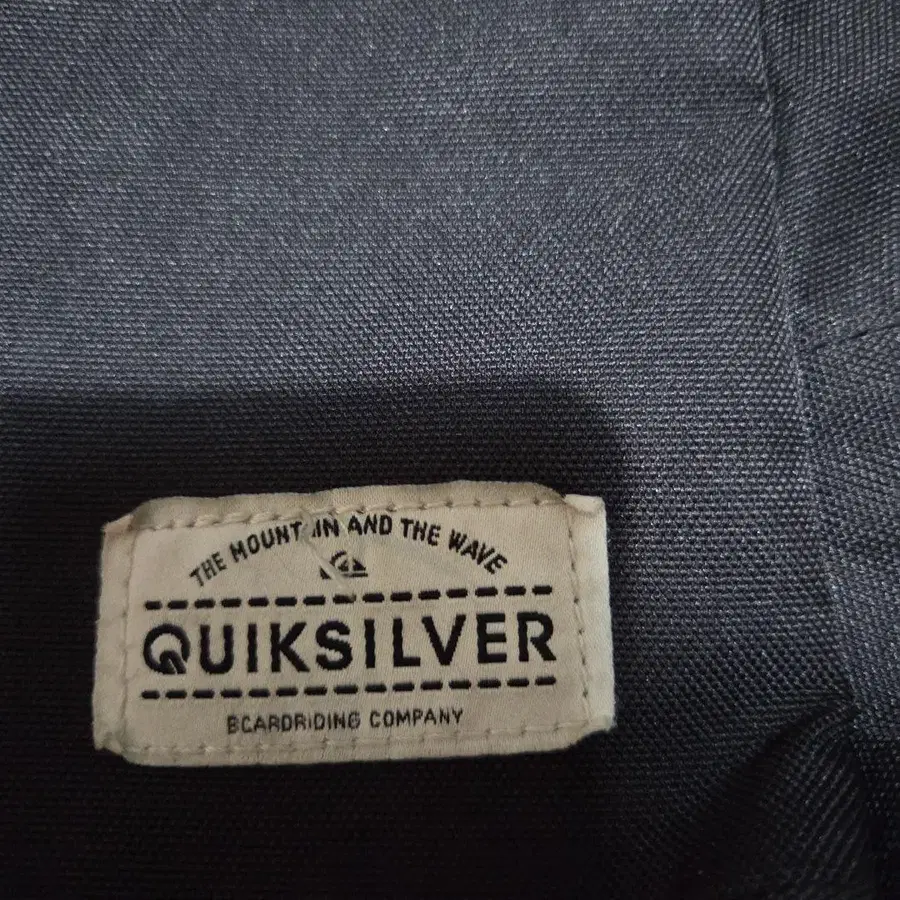 THE MOUNTAIN AND THE WAVE
QUIKSILVER
BOARDRIDING COMPANY